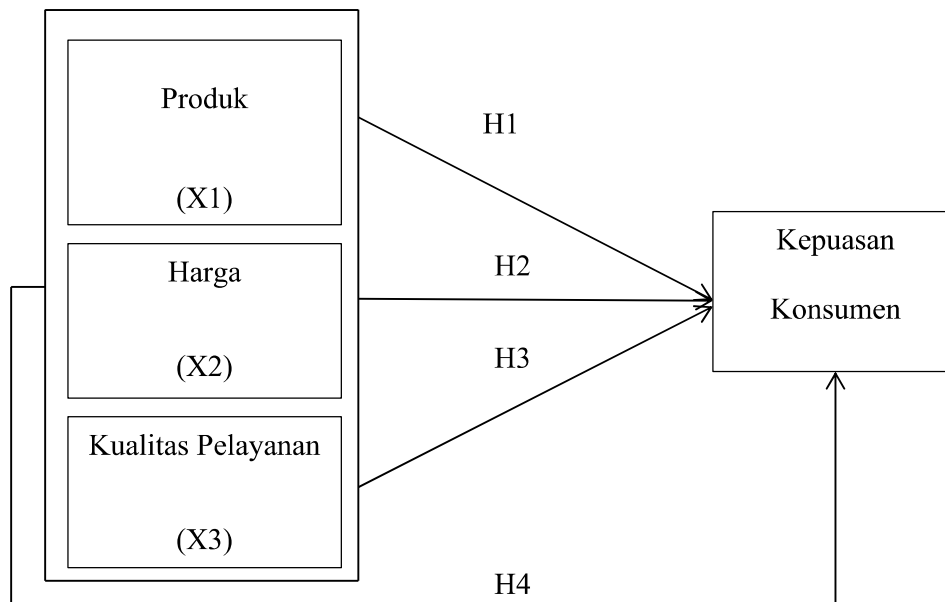 Produk
(X1)
H1
Harga
(X2)
H2
Kualitas Pelayanan
(X3)
H3
Kepuasan
Konsumen
H4